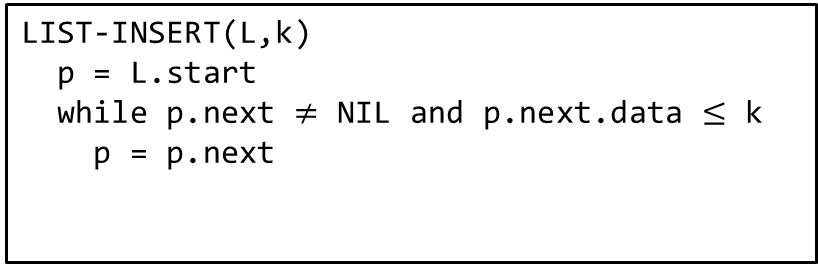 LIST-INSERT(L,k)
  p = L.start
  while p.next ≠ NIL and p.next.data ≤ k
    p = p.next